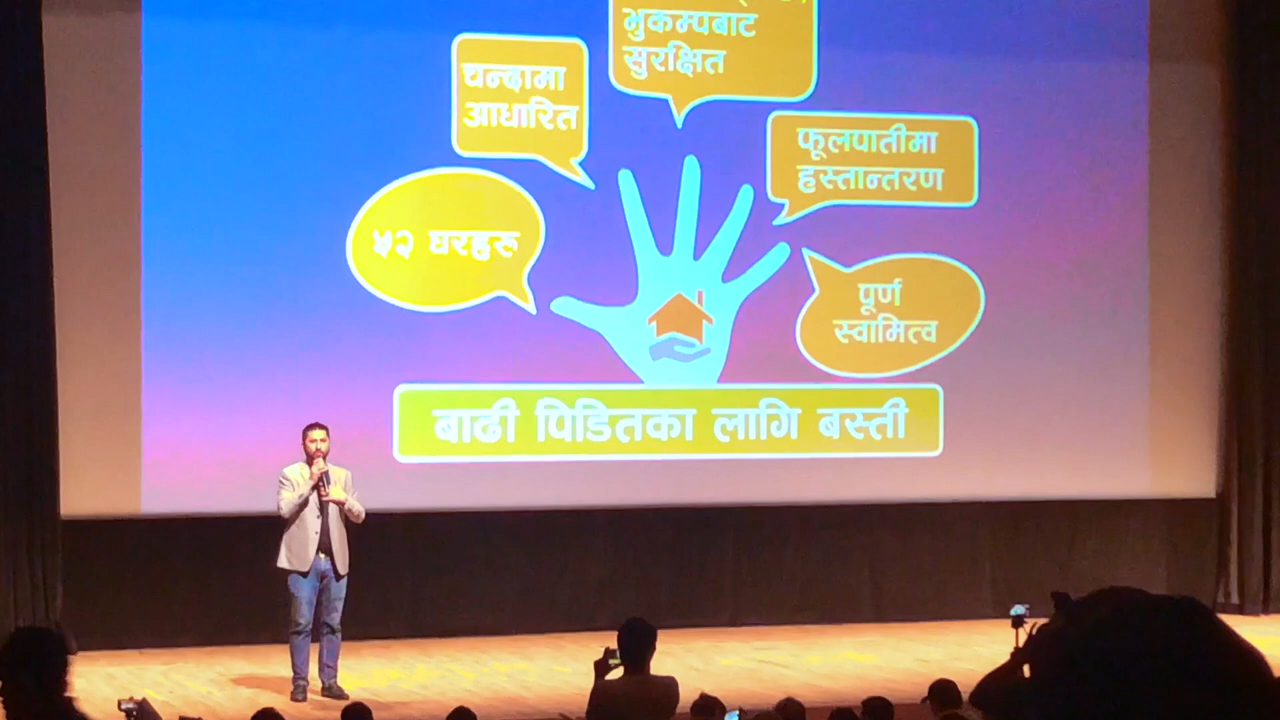 भुकम्पबाट
सुरक्षित
चन्दामा
आधारित
फूलपातीमा
हस्तान्तरण
५२ घरहरु
पूर्ण
स्वामित्व
बाढी पिडितका लागि बस्ती